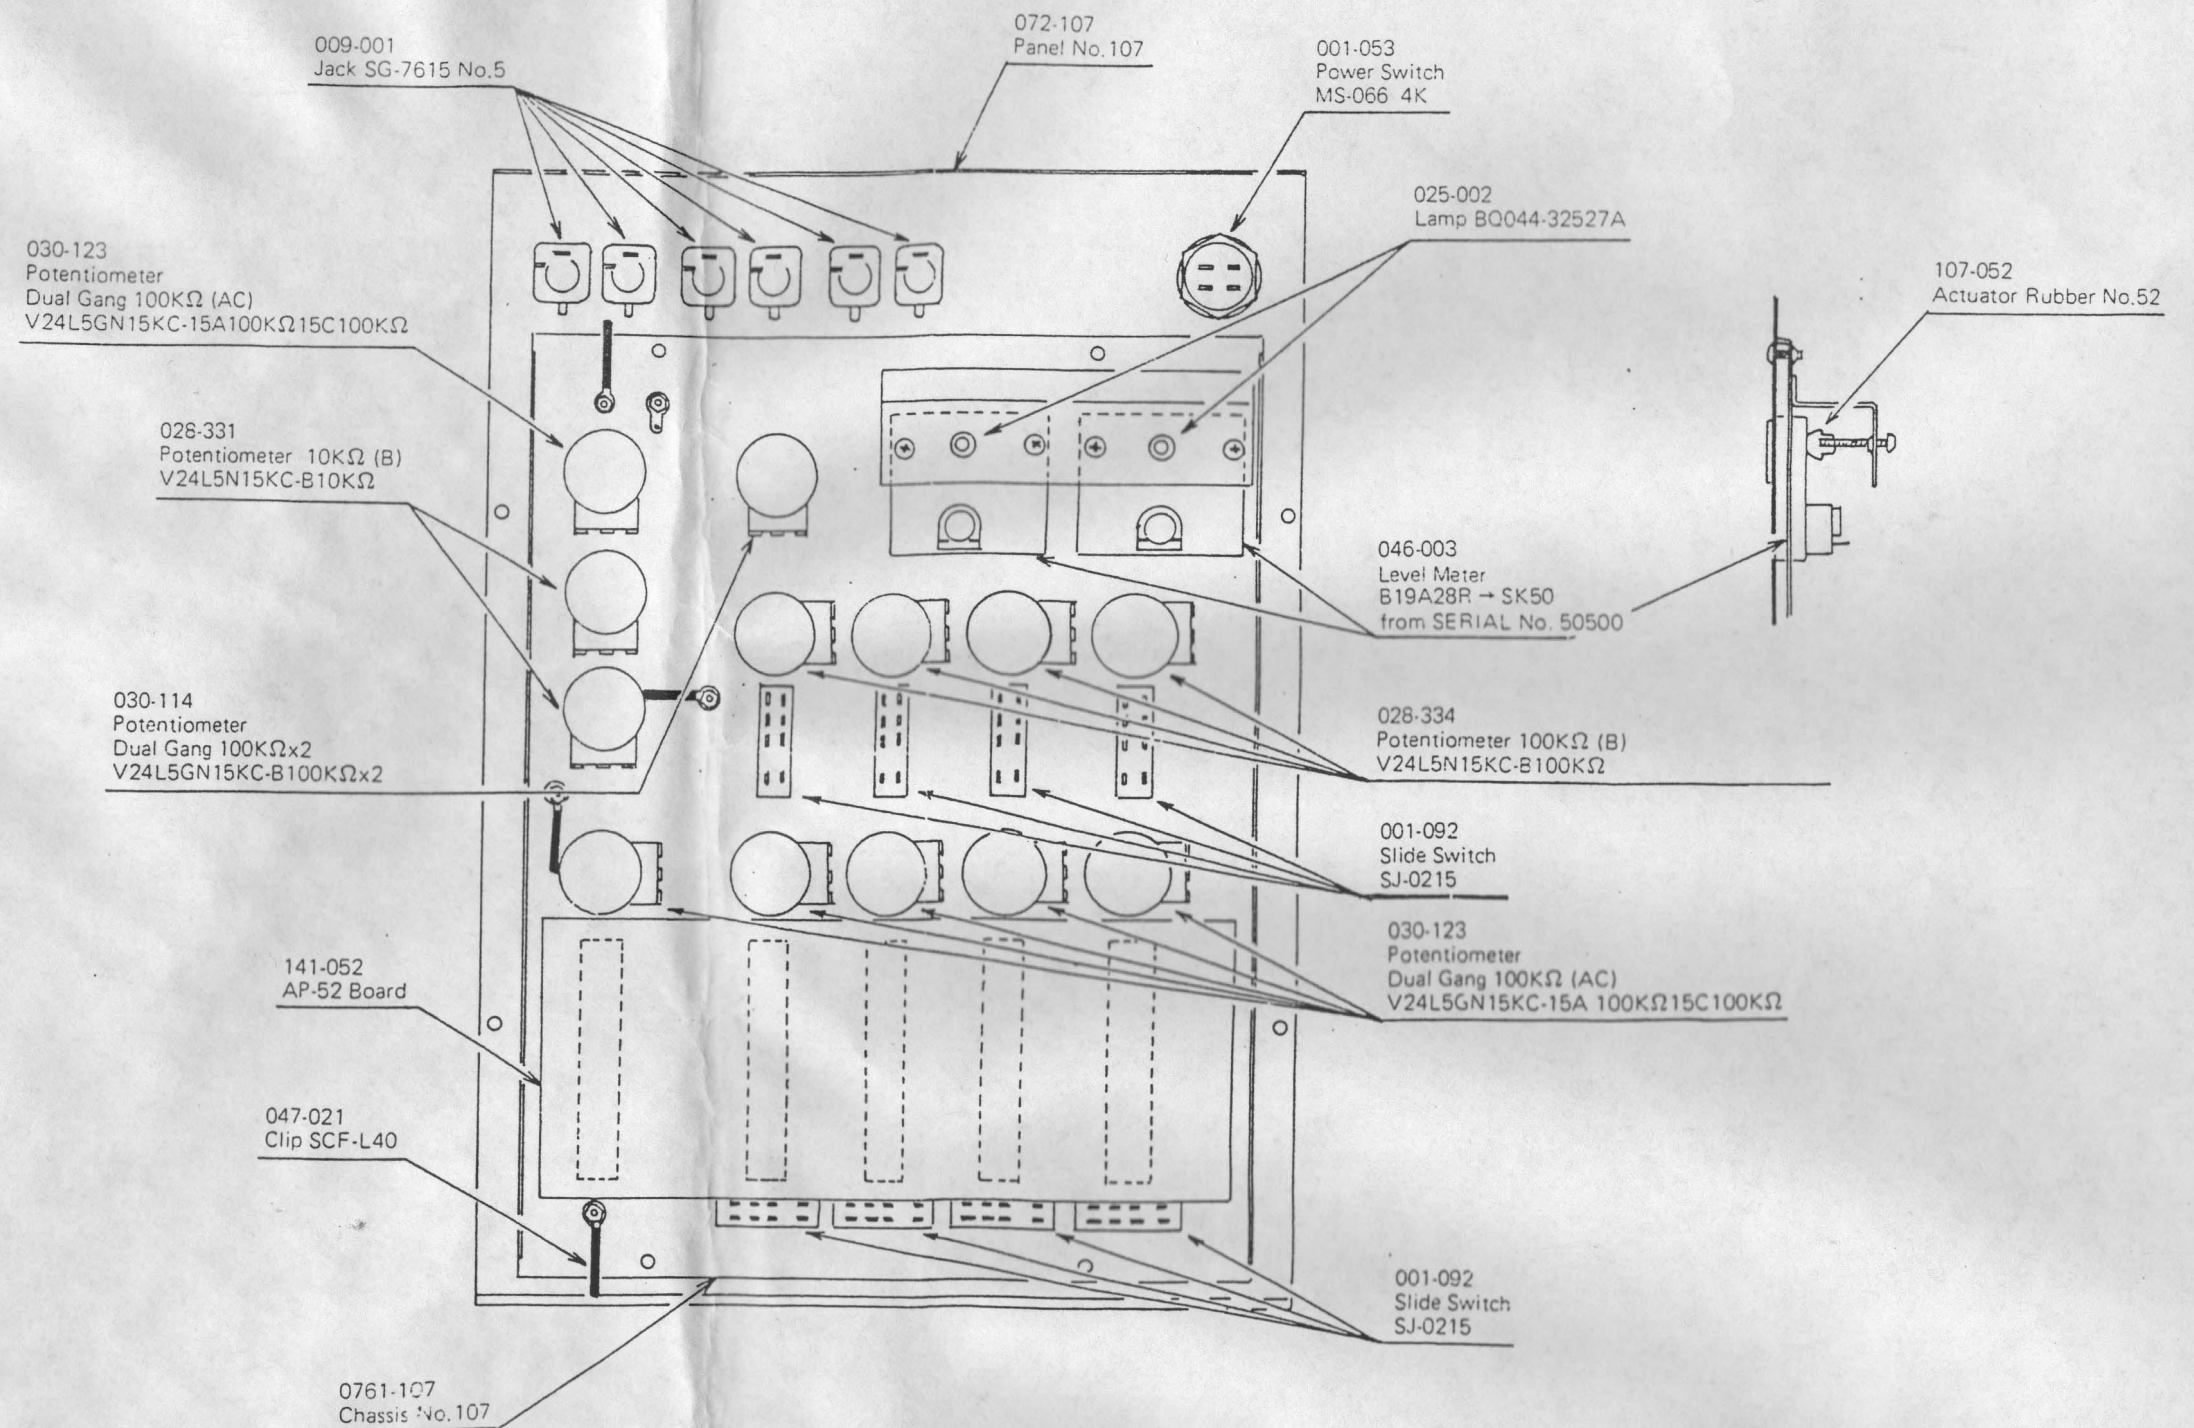 072-107
Panel No.107
009-001
Jack SG-7615 No.5
001-053
Power Switch
MS-066 4K
025-002
Lamp BQ044-32527A
030-123
Potentiometer
Dual Gang 100KΩ (AC)
V24L5GN15KC-15A100KΩ15C100KΩ
107-052
Actuator Rubber No.52
028-331
Potentiometer 10KΩ (B)
V24L5N15KC-B10KΩ
046-003
Level Meter
B19A28R → SK50
from SERIAL No. 50500
030-114
Potentiometer
Dual Gang 100KΩx2
V24L5GN15KC-B100KΩx2
028-334
Potentiometer 100KΩ (B)
V24L5N15KC-B100KΩ
001-092
Slide Switch
SJ-0215
030-123
Potentiometer
Dual Gang 100KΩ (AC)
V24L5GN15KC-15A 100KΩ15C100KΩ
141-052
AP-52 Board
047-021
Clip SCF-L40
001-092
Slide Switch
SJ-0215
0761-107
Chassis No.107